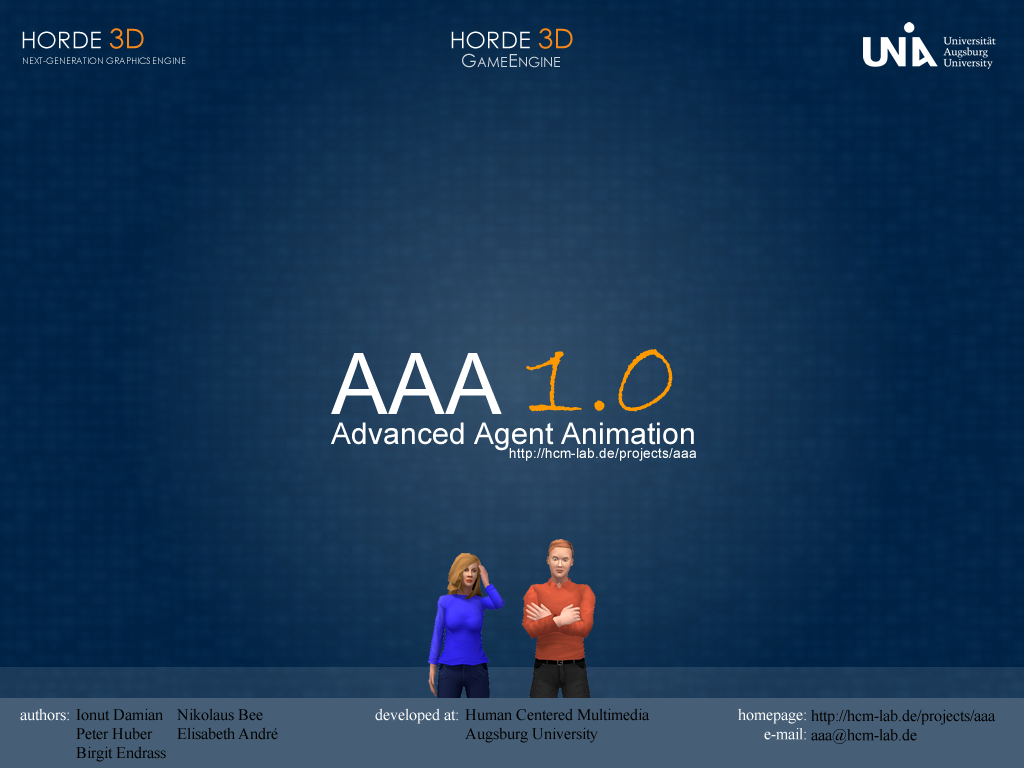 HORDE 3D
NEXT-GENERATION GRAPHICS ENGINE
HORDE 3D
GAMEENGINE
UNIA
Universität
Augsburg
University
AAA 1.0
Advanced Agent Animation
http://hcm-lab.de/projects/aaa
authors: Ionut Damian Nikolaus Bee
Peter Huber Elisabeth André
Birgit Endrass
developed at: Human Centered Multimedia
Augsburg University
homepage: http://hcm-lab.de/projects/aaa
e-mail: aaa@hcm-lab.de